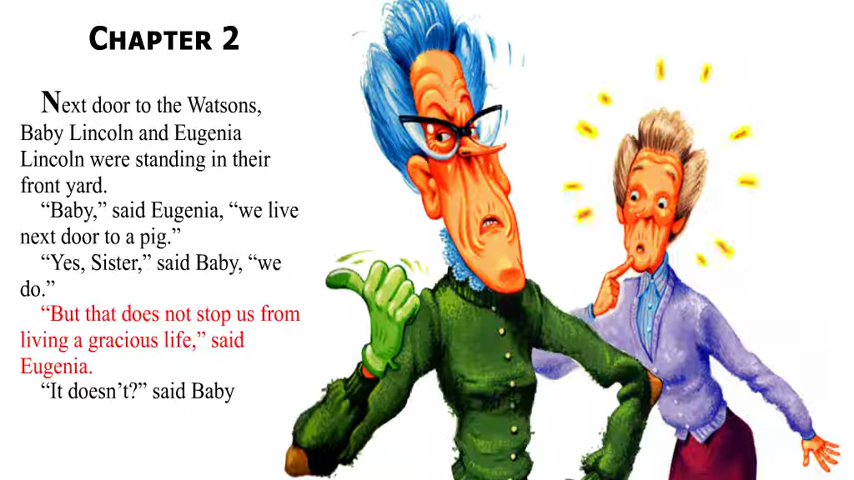 CHAPTER 2
Next door to the Watsons,
Baby Lincoln and Eugenia
Lincoln were standing in their
front yard.
“Baby,” said Eugenia, “we live
next door to a pig.”
“Yes, Sister,” said Baby, “we
do.”
“But that does not stop us from
living a gracious life,” said
Eugenia.
“It doesn’t?” said Baby